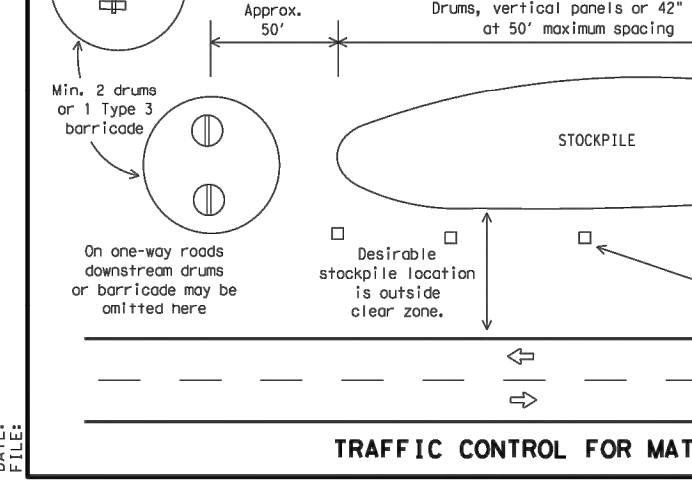 Approx.
50'
Drums, vertical panels or 42"
at 50' maximum spacing
Min. 2 drums
or 1 Type 3
barricade
STOCKPILE
On one-way roads
downstream drums
or barricade may be
omitted here
Desirable
stockpile location
is outside
clear zone.
TRAFFIC CONTROL FOR MAT
DATE:
FILE: